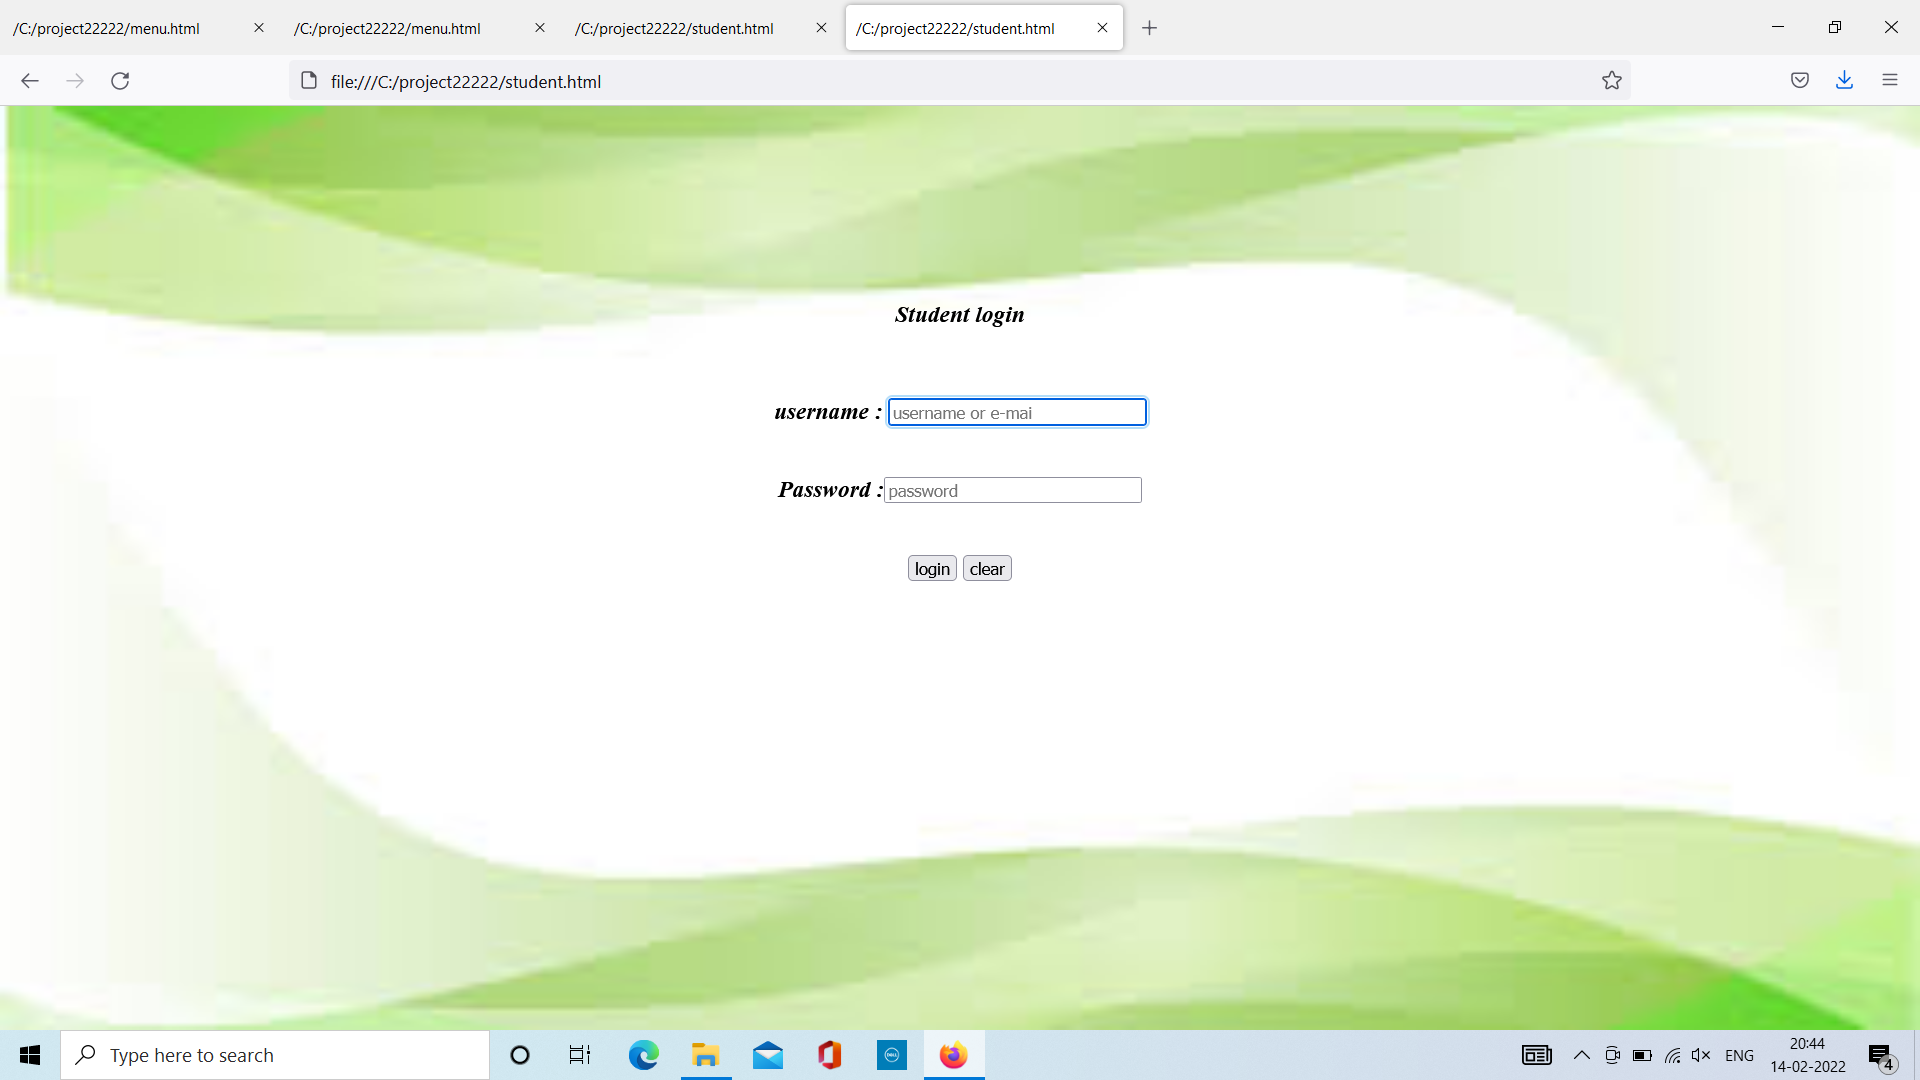 /C:/project22222/menu.html
/C:/project22222/menu.html
/C:/project22222/student.html
/C:/project22222/student.html
file:///C:/project22222/student.html
Student login
username : username or e-mai
Password : password
login clear
Type here to search
DELL
ENG
20:44
14-02-2022
4